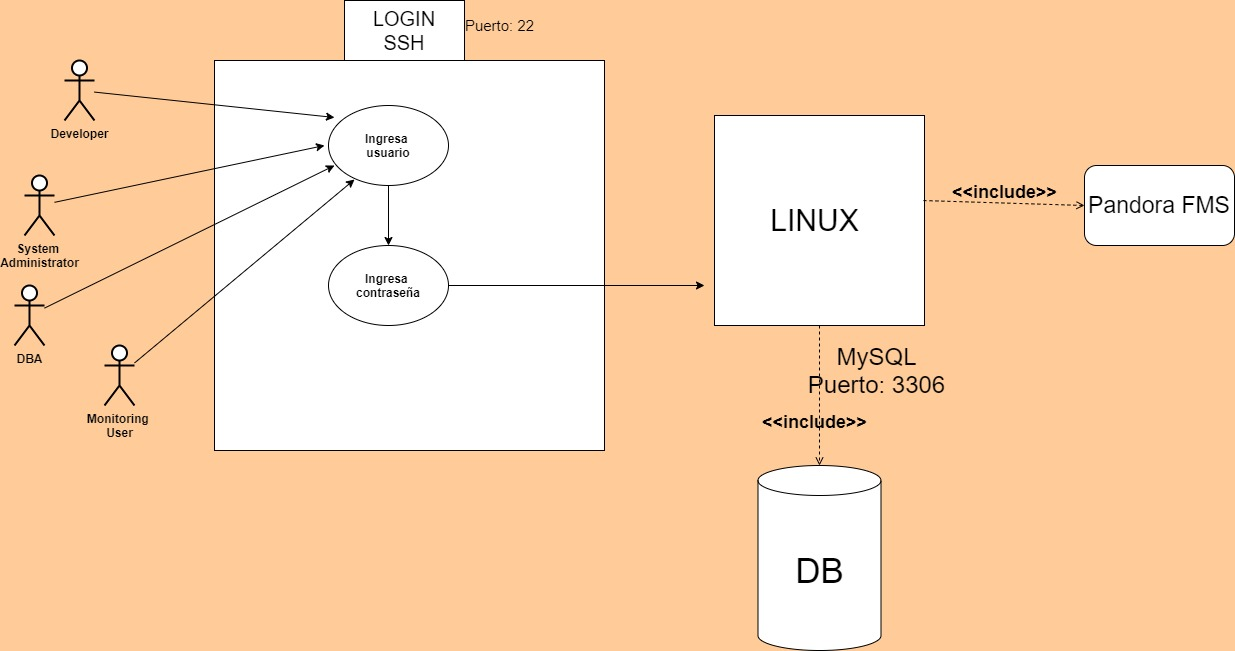 LOGIN
SSH
Puerto: 22
Developer
System
Administrator
DBA
Monitoring
User
Ingresa
usuario
Ingresa
contraseña
LINUX
<<include>>
Pandora FMS
MySQL
Puerto: 3306
<<include>>
DB